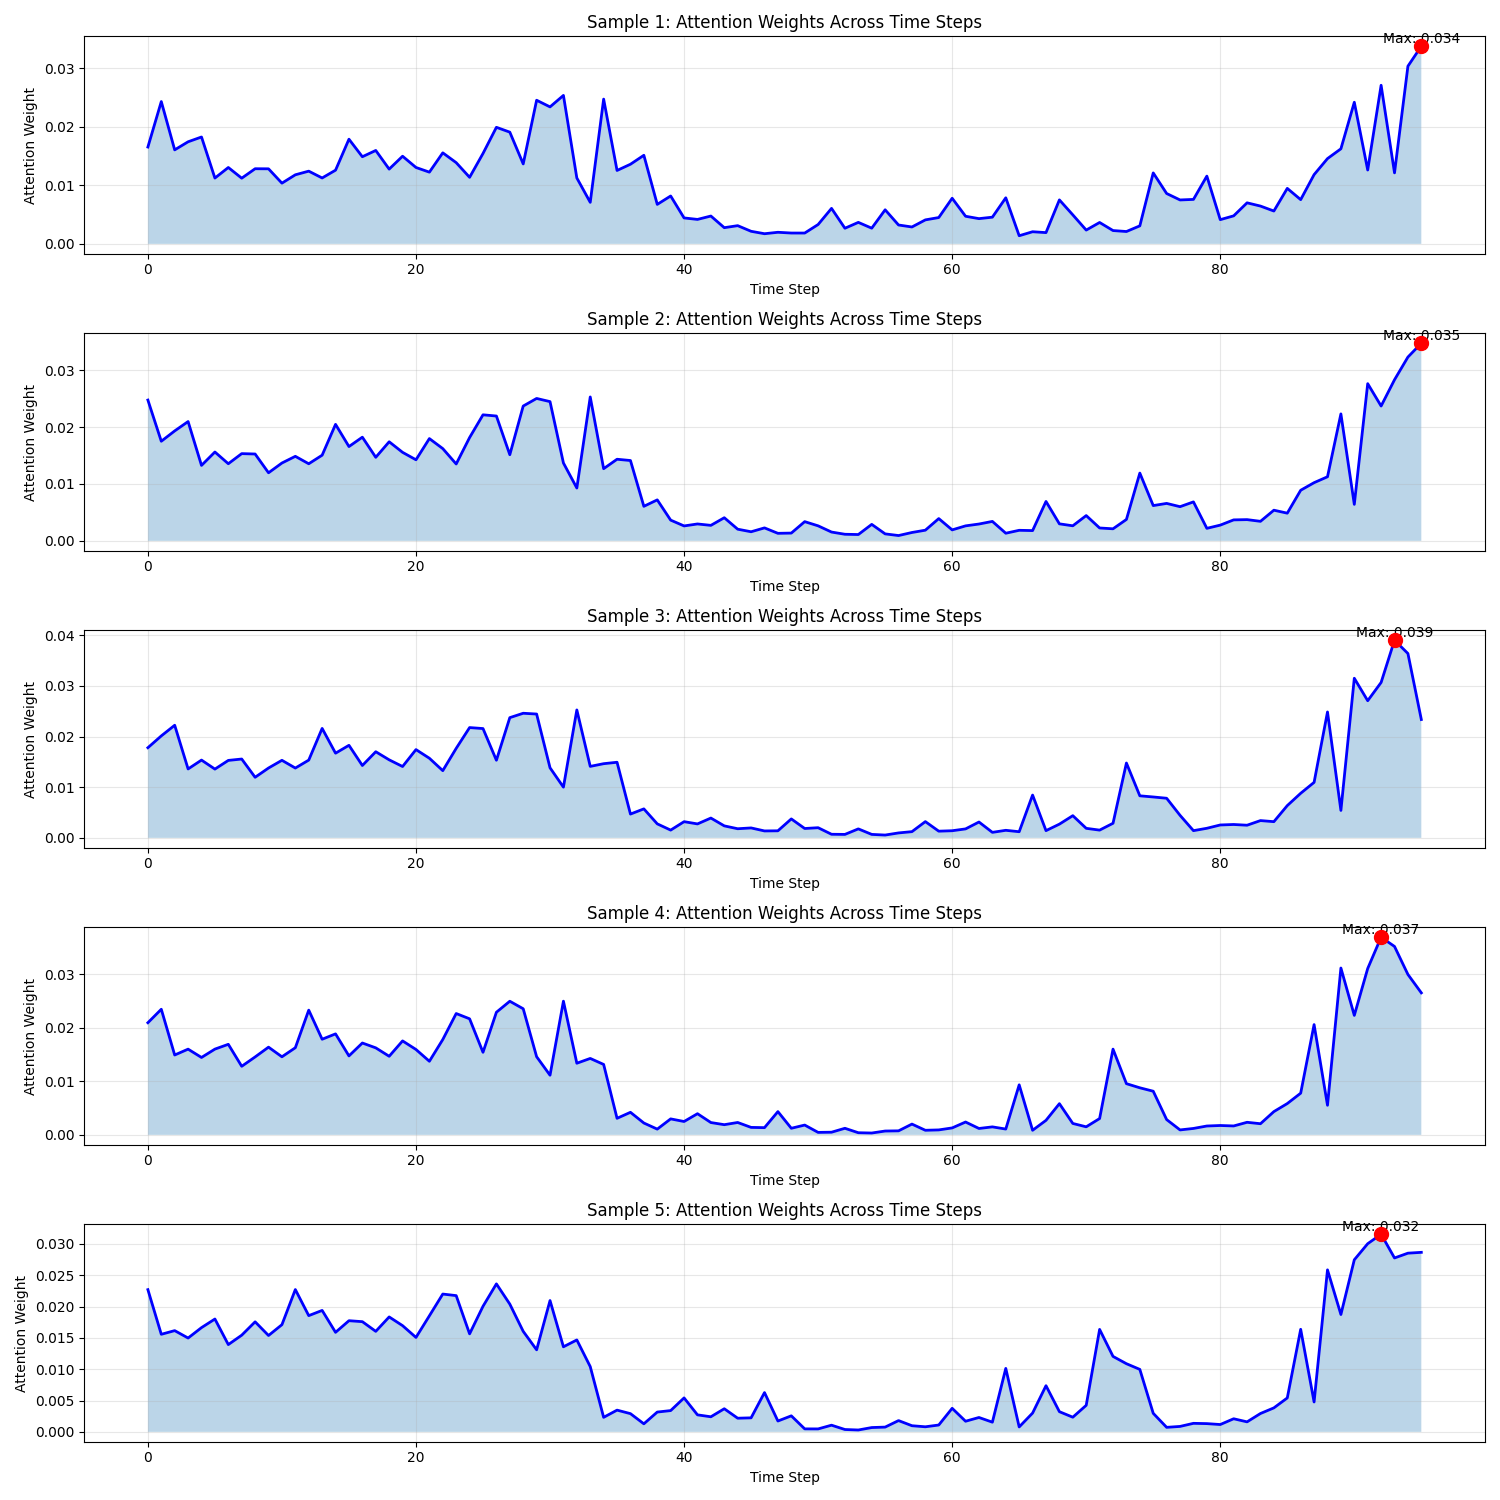 Sample 1: Attention Weights Across Time Steps
Max: 0.034
Attention Weight
0.03
0.02
0.01
0.00
0 20 40 60 80
Time Step
Sample 2: Attention Weights Across Time Steps
Max: 0.035
Attention Weight
0.03
0.02
0.01
0.00
0 20 40 60 80
Time Step
Sample 3: Attention Weights Across Time Steps
Max: 0.039
Attention Weight
0.04
0.03
0.02
0.01
0.00
0 20 40 60 80
Time Step
Sample 4: Attention Weights Across Time Steps
Max: 0.037
Attention Weight
0.03
0.02
0.01
0.00
0 20 40 60 80
Time Step
Sample 5: Attention Weights Across Time Steps
Max: 0.032
Attention Weight
0.030
0.025
0.020
0.015
0.010
0.005
0.000
0 20 40 60 80
Time Step